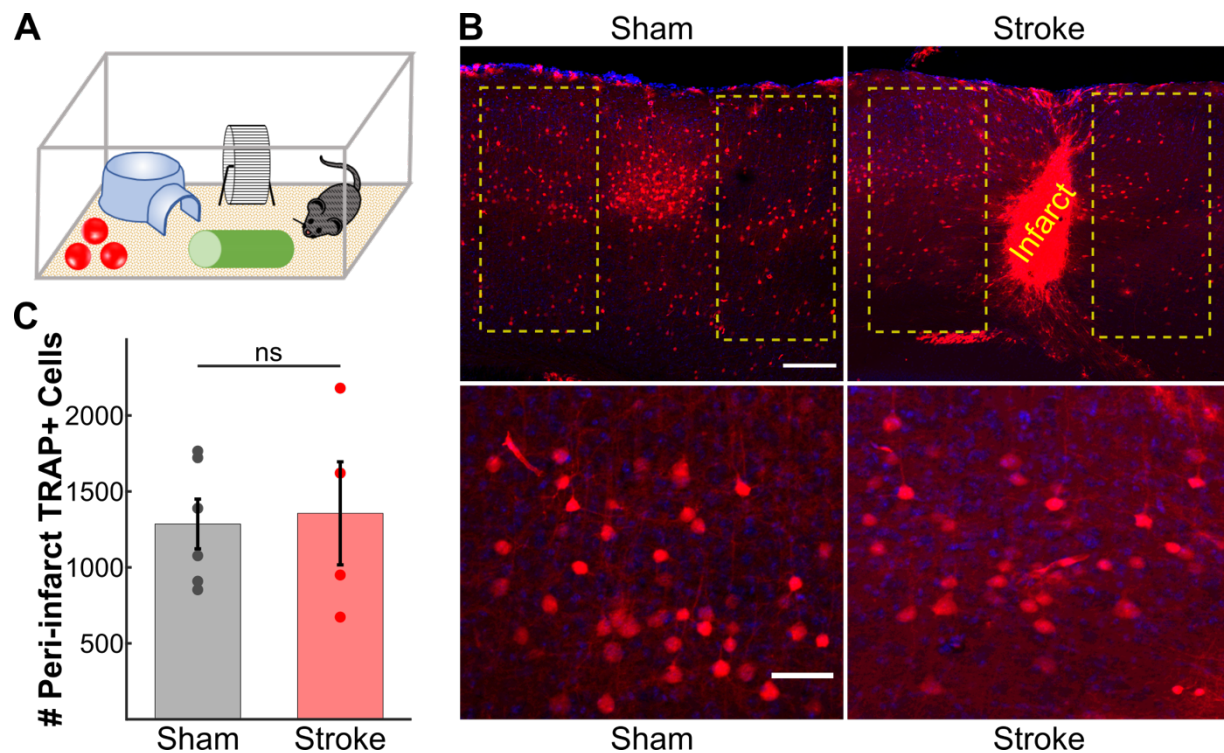 A
B
Sham
Stroke
Infarct
C
# Peri-infarct TRAP+ Cells
ns
2000
1500
1000
500
Sham
Stroke
Sham
Stroke